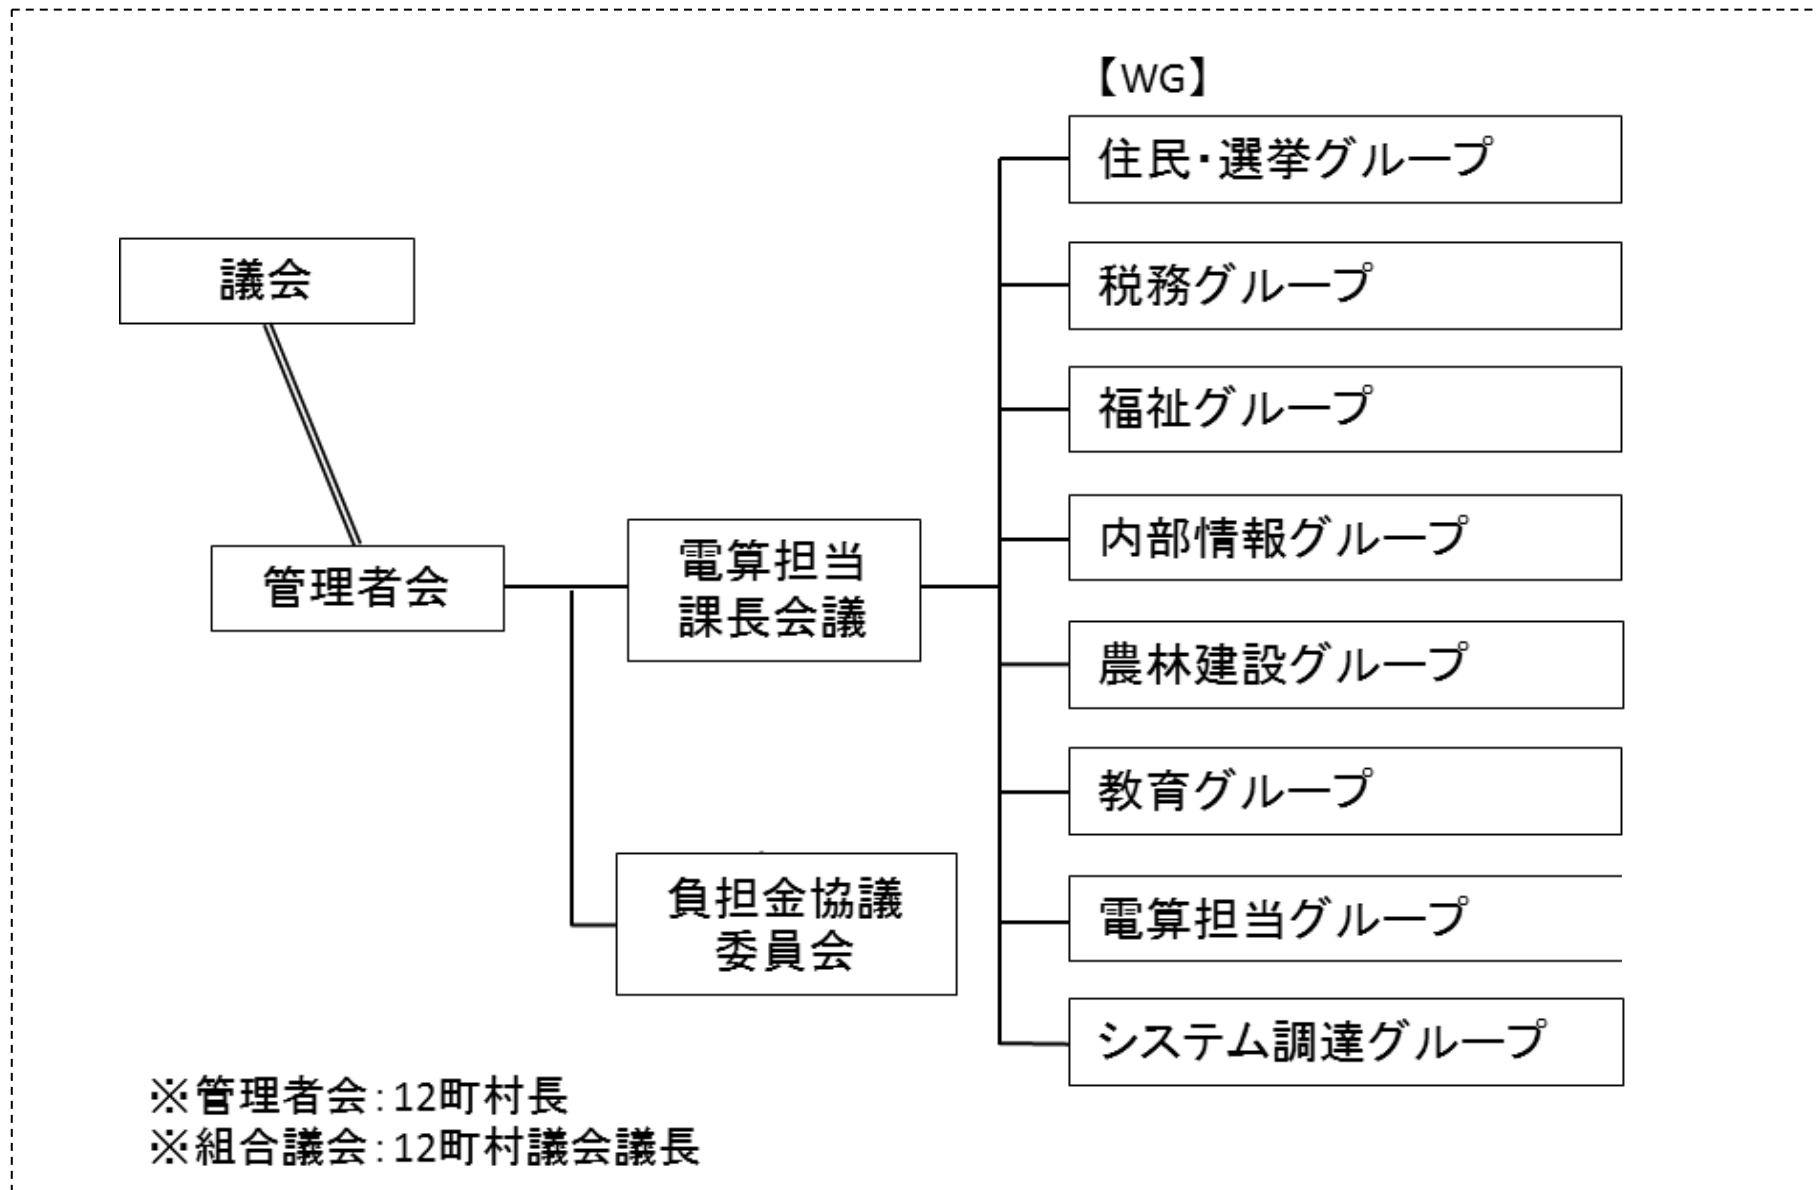 【WG】
住民・選挙グループ
税務グループ
福祉グループ
内部情報グループ
農林建設グループ
教育グループ
電算担当グループ
システム調達グループ
議会
管理者会
電算担当
課長会議
負担金協議
委員会
※管理者会：12町村長
※組合議会：12町村議会議長